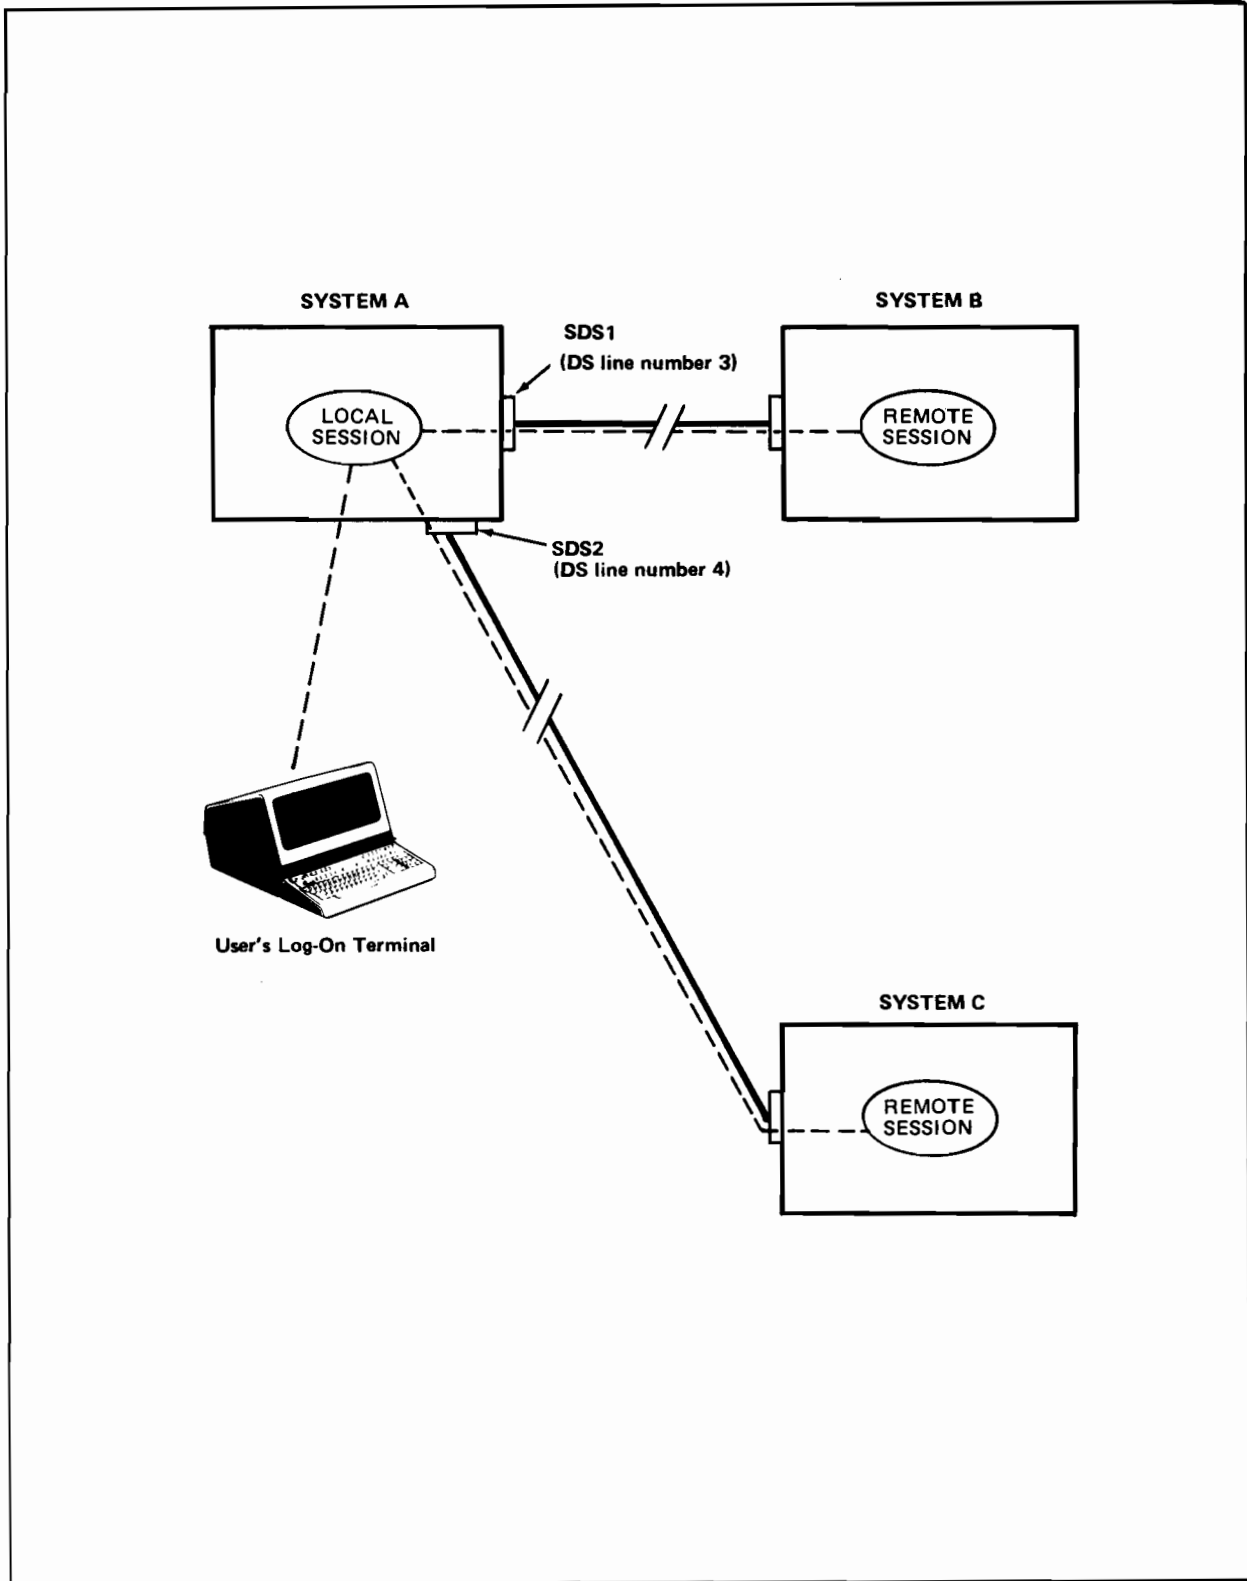 SYSTEM A
SYSTEM B
SDS1
(DS line number 3)
LOCAL
SESSION
REMOTE
SESSION
SDS2
(DS line number 4)
User's Log-On Terminal
SYSTEM C
REMOTE
SESSION